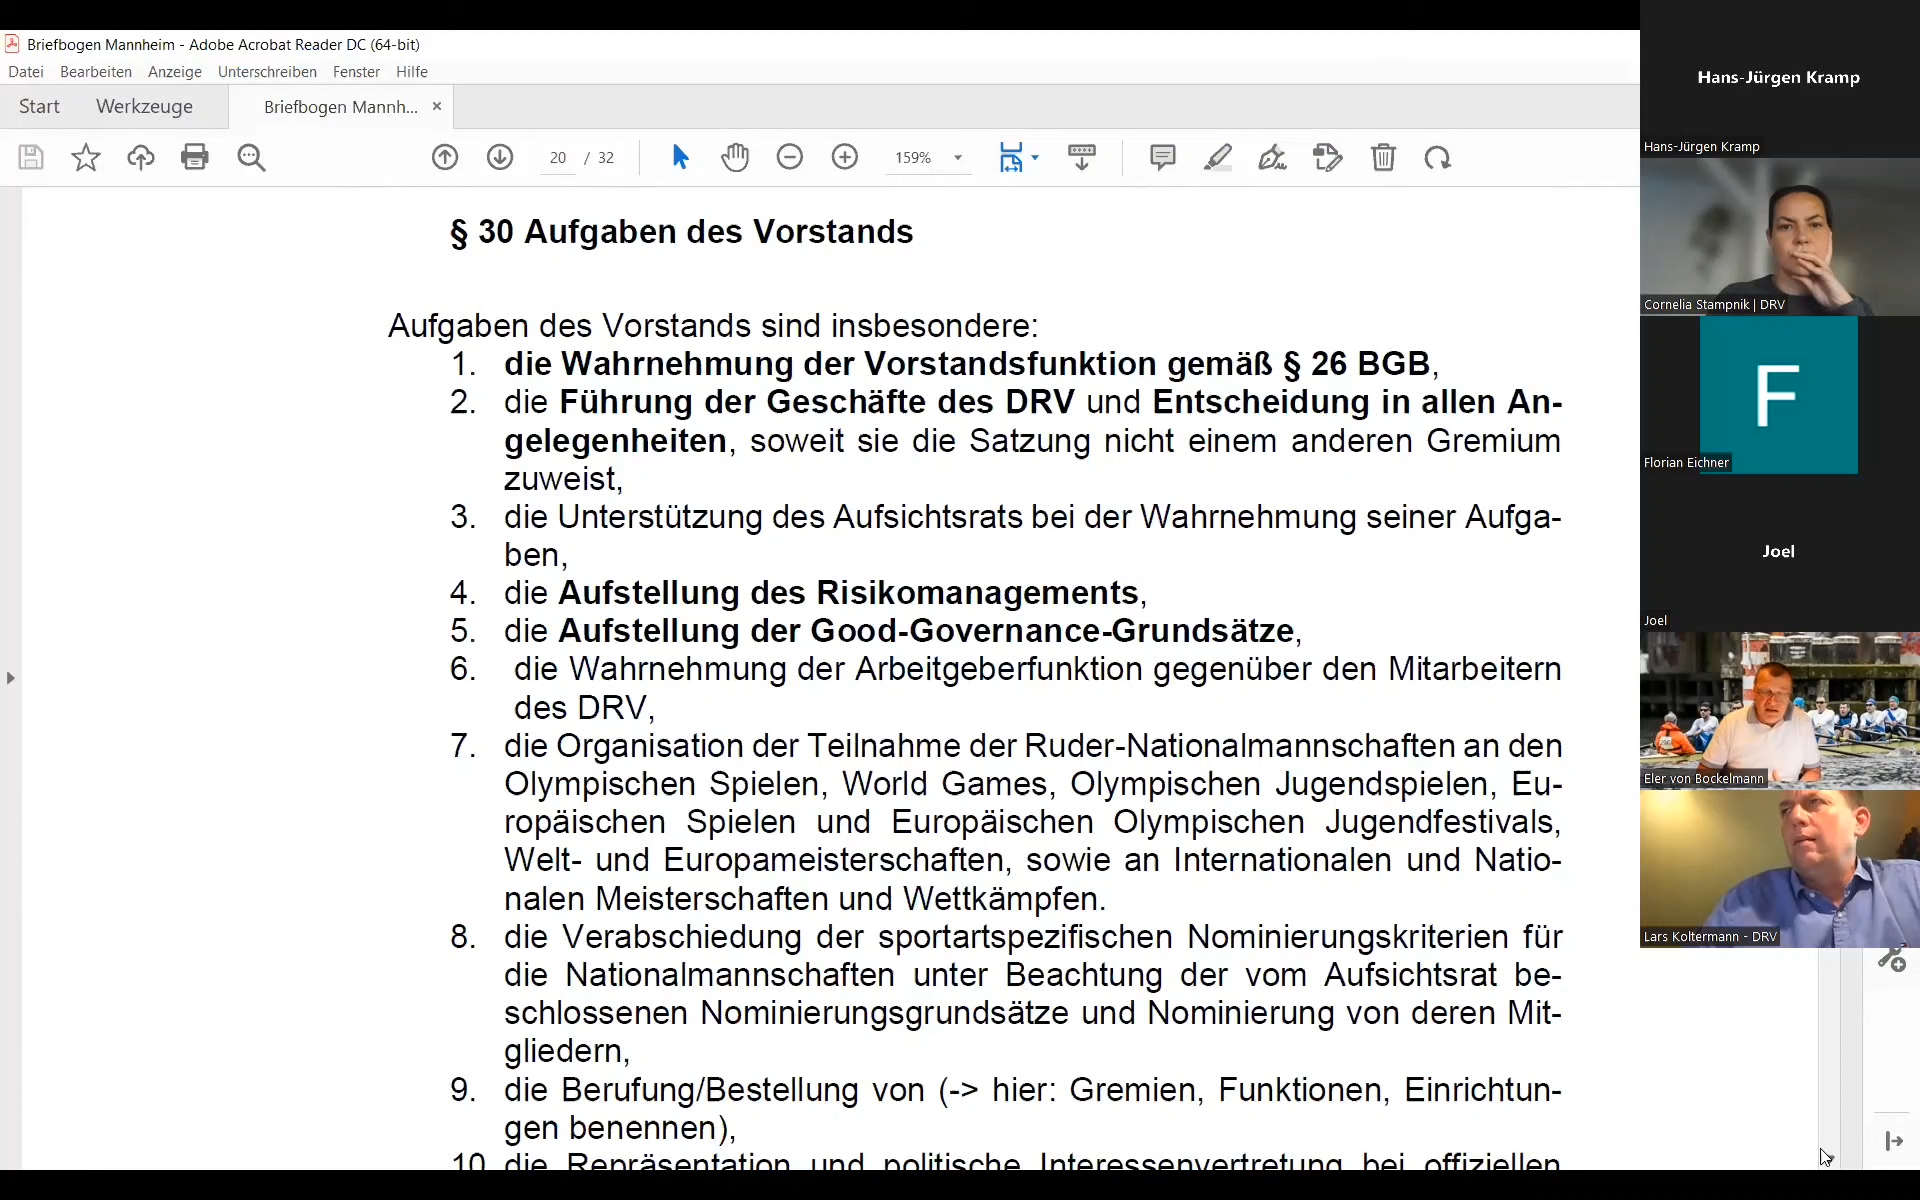 Briefbogen Mannheim - Adobe Acrobat Reader DC (64-bit)
Datei Bearbeiten Anzeige Unterschreiben Fenster Hilfe
Start Werkzeuge Briefbogen Mannh... ×
20 / 32 159%
§ 30 Aufgaben des Vorstands
Aufgaben des Vorstands sind insbesondere:
1. die Wahrnehmung der Vorstandsfunktion gemäß § 26 BGB,
2. die Führung der Geschäfte des DRV und Entscheidung in allen An-
gelegenheiten, soweit sie die Satzung nicht einem anderen Gremium
zuweist,
3. die Unterstützung des Aufsichtsrats bei der Wahrnehmung seiner Aufga-
ben,
4. die Aufstellung des Risikomanagements,
5. die Aufstellung der Good-Governance-Grundsätze,
6. die Wahrnehmung der Arbeitgeberfunktion gegenüber den Mitarbeitern
des DRV,
7. die Organisation der Teilnahme der Ruder-Nationalmannschaften an den
Olympischen Spielen, World Games, Olympischen Jugendspielen, Eu-
ropäischen Spielen und Europäischen Olympischen Jugendfestivals,
Welt- und Europameisterschaften, sowie an Internationalen und Natio-
nalen Meisterschaften und Wettkämpfen.
8. die Verabschiedung der sportartspezifischen Nominierungskriterien für
die Nationalmannschaften unter Beachtung der vom Aufsichtsrat be-
schlossenen Nominierungsgrundsätze und Nominierung von deren Mit-
gliedern,
9. die Berufung/Bestellung von (-> hier: Gremien, Funktionen, Einrichtun-
gen benennen),
10. die Repräsentation und politische Interessenvertretung bei offiziellen
Hans-Jürgen Kramp
Hans-Jürgen Kramp
Cornelia Stampnik | DRV
F
Florian Eichner
Joel
Joel
Eler von Bockelmann
Lars Koltermann - DRV